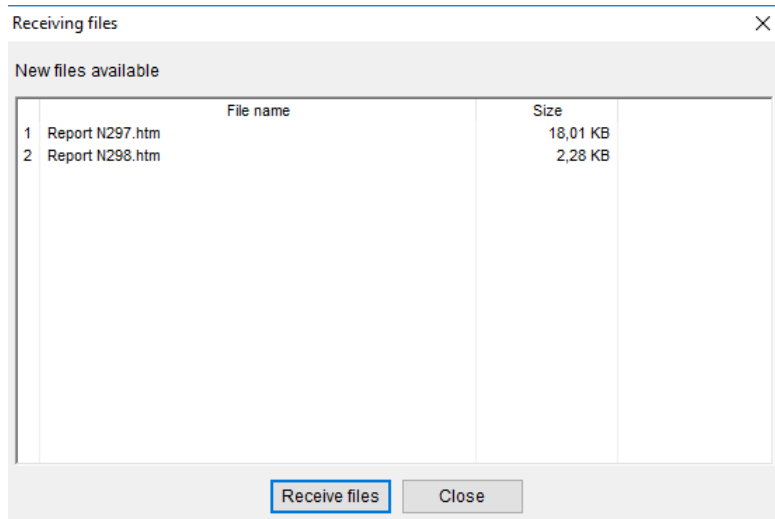 Receiving files
New files available
File name Size
1 Report N297.htm 18,01 KB
2 Report N298.htm 2,28 KB
Receive files Close